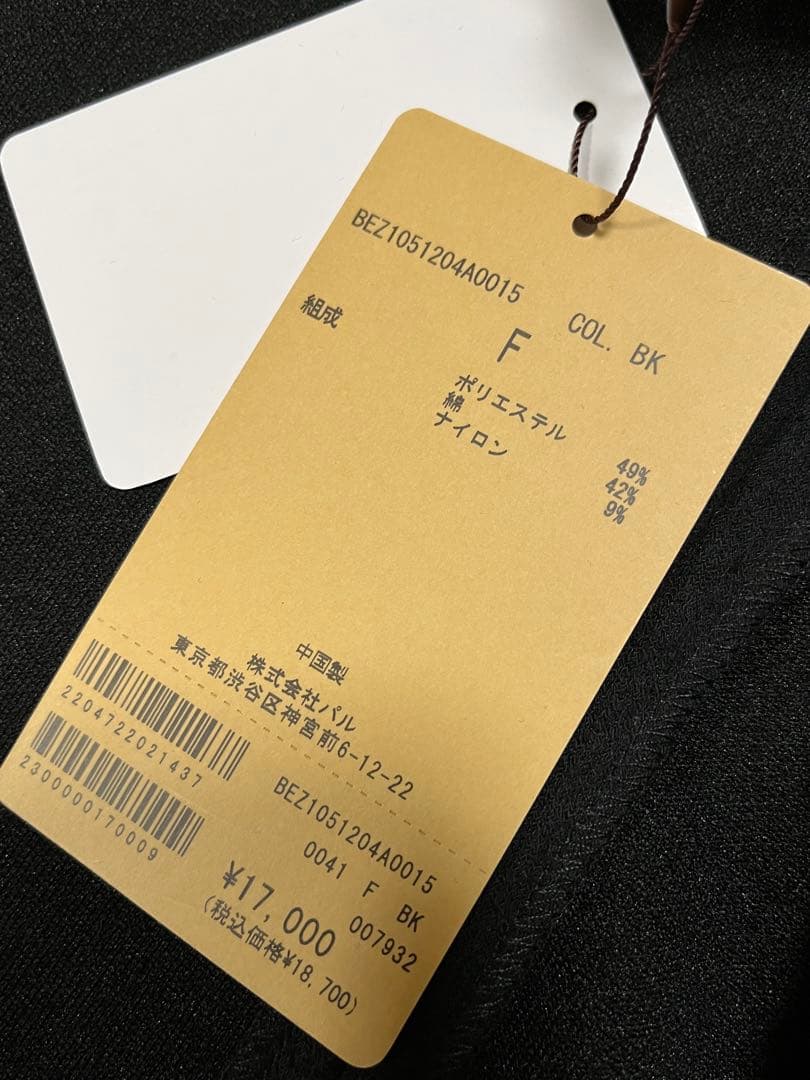 BEZ1051204A0015 COL. BK
組成 F
ポリエステル 49%
綿 42%
ナイロン 9%
中国製
株式会社パル
東京都渋谷区神宮前6-12-22
2204722021437
2300000170009
BEZ1051204A0015
0041 F BK
007932
¥17,000
(税込価格¥18,700)